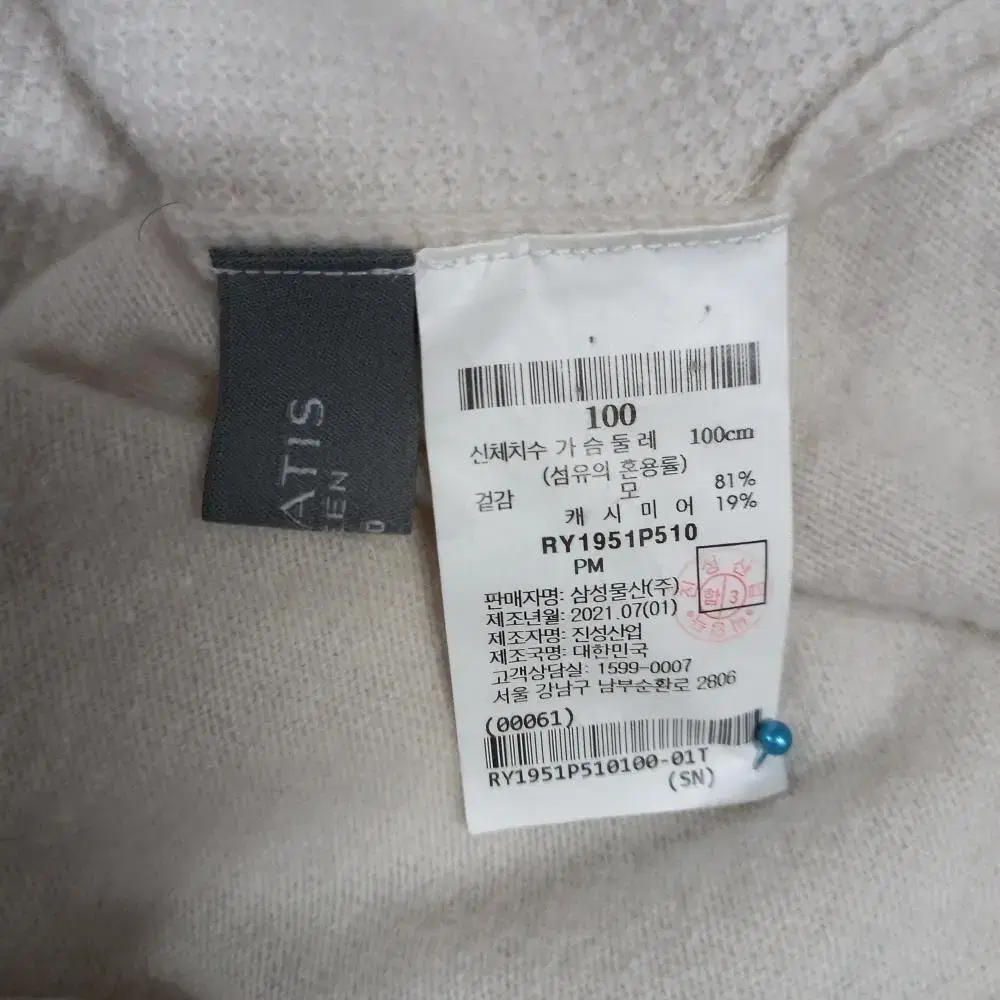 ATIS
EEN
100
신체치수 가 슴 둘 레 100cm
(섬유의 혼용률)
겉감 모 81%
캐 시 미 어 19%
RY1951P510
PM
판매자명: 삼성물산(주)
제조년월: 2021.07(01)
제조자명: 진성산업
제조국명: 대한민국
고객상담실: 1599-0007
서울 강남구 남부순환로 2806
(00061)
RY1951P510100-01T
(SN)